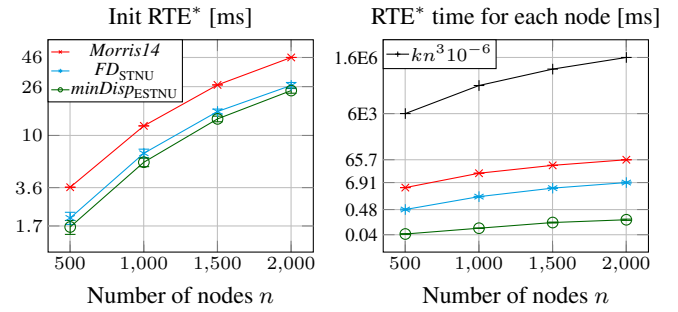 Init RTE* [ms]
46
26
10
3.6
1.7
Morris14
FD_STNU
minDisp_ESTNU
500
1,000
1,500
2,000
Number of nodes n
RTE* time for each node [ms]
1.6E6
6E3
65.7
6.91
0.48
0.04
kn³10⁻⁶
500
1,000
1,500
2,000
Number of nodes n